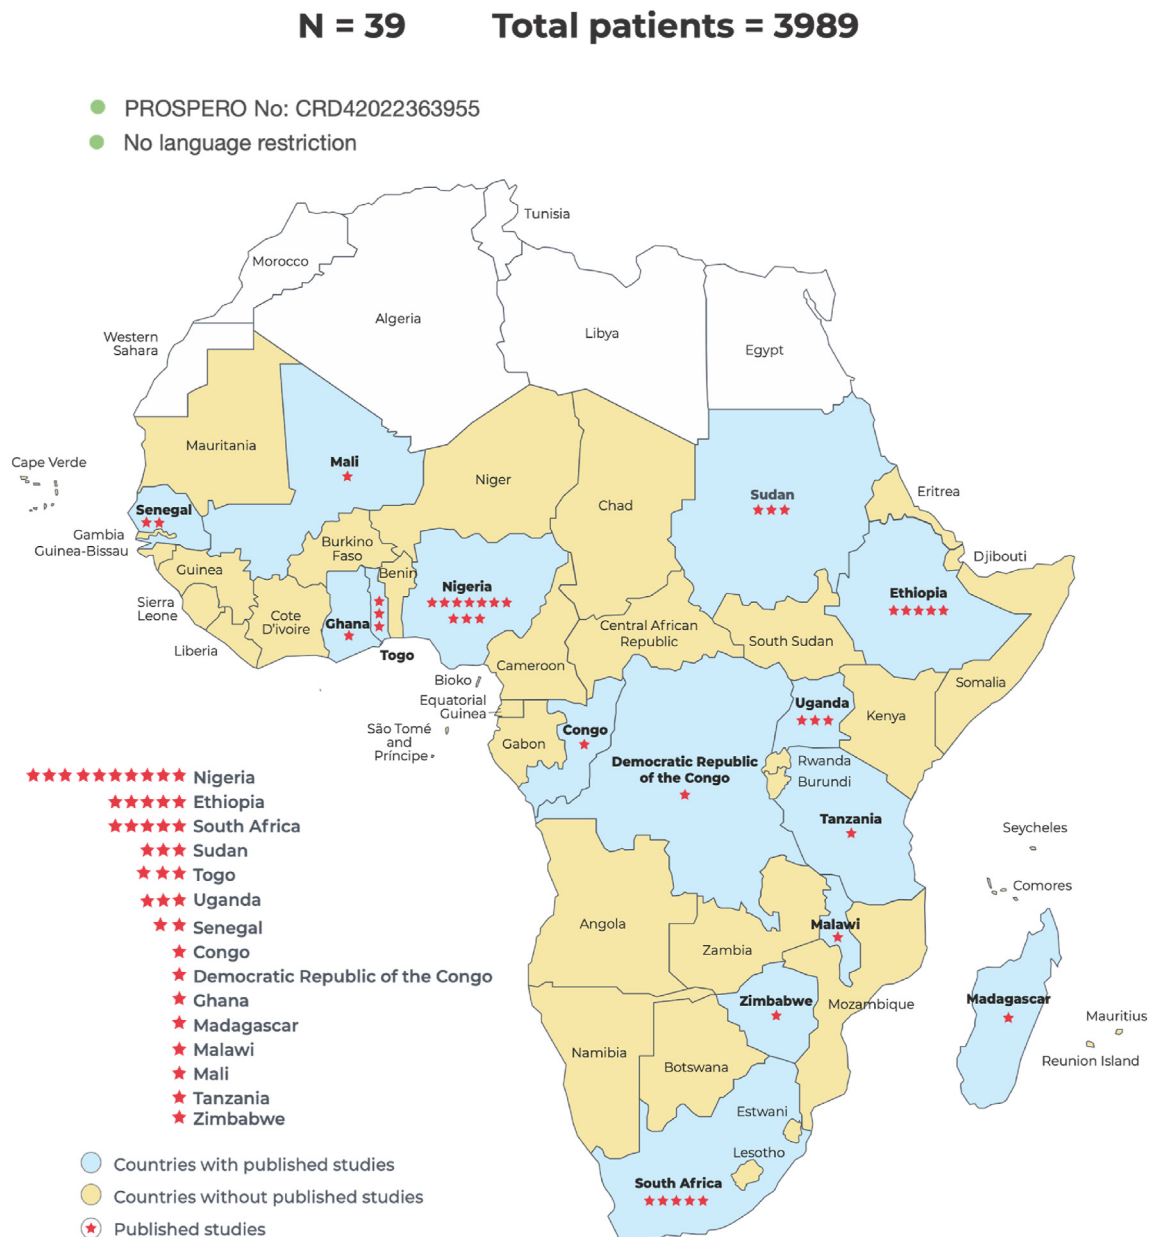 N = 39 Total patients = 3989
PROSPERO No: CRD42022363955
No language restriction
Tunisia
Morocco
Algeria
Libya
Egypt
Western
Sahara
Mauritania
Cape Verde
Mali
Niger
Chad
Sudan
Eritrea
Senegal
Gambia
Guinea-Bissau
Burkino
Faso
Djibouti
Guinea
Benin
Nigeria
Ethiopia
Sierra
Leone
Cote
D'ivoire
Ghana
Central African
Republic
South Sudan
Liberia
Togo
Cameroon
Bioko
Somalia
Equatorial
Guinea
Uganda
Kenya
São Tomé
and
Príncipe
Congo
Gabon
Democratic Republic
of the Congo
Rwanda
Burundi
Tanzania
Seycheles
Comores
Angola
Malawi
Zambia
Zimbabwe
Mozambique
Madagascar
Mauritius
Reunion Island
Namibia
Botswana
Estwani
Lesotho
South Africa
Nigeria
Ethiopia
South Africa
Sudan
Togo
Uganda
Senegal
Congo
Democratic Republic of the Congo
Ghana
Madagascar
Malawi
Mali
Tanzania
Zimbabwe
Countries with published studies
Countries without published studies
Published studies